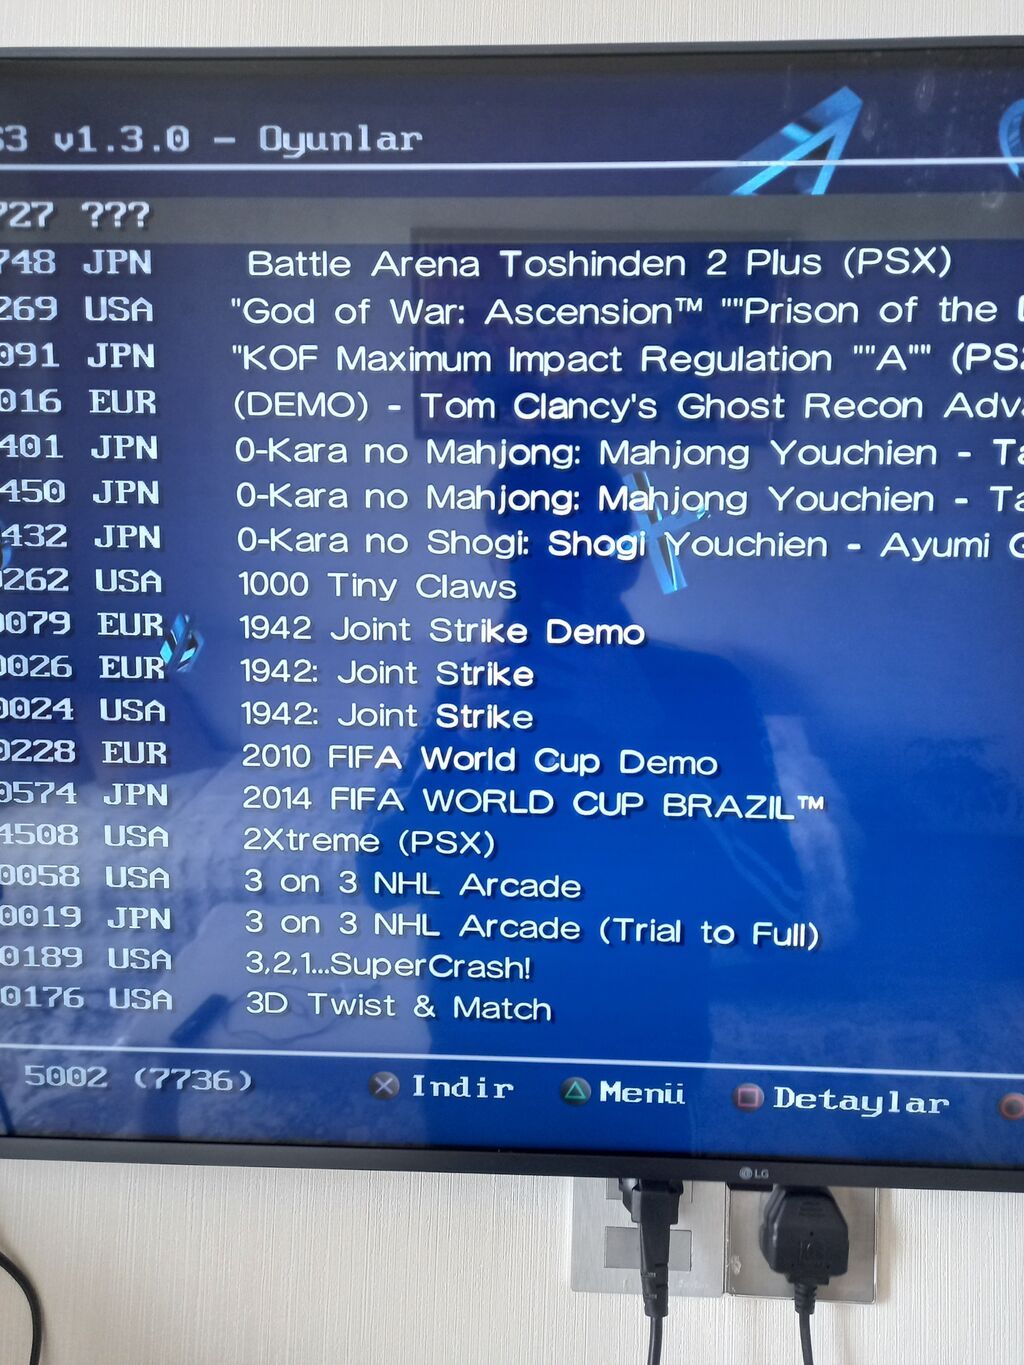 S3 v1.3.0 - Oyunlar
727 ???
748 JPN Battle Arena Toshinden 2 Plus (PSX)
269 USA "God of War: Ascension™ ""Prison of the
091 JPN "KOF Maximum Impact Regulation ""A"" (PS2
016 EUR (DEMO) - Tom Clancy's Ghost Recon Adva
401 JPN 0-Kara no Mahjong: Mahjong Youchien - Ta
450 JPN 0-Kara no Mahjong: Mahjong Youchien - Ta
432 JPN 0-Kara no Shogi: Shogi Youchien - Ayumi G
0262 USA 1000 Tiny Claws
0079 EUR 1942 Joint Strike Demo
0026 EUR 1942: Joint Strike
0024 USA 1942: Joint Strike
0228 EUR 2010 FIFA World Cup Demo
0574 JPN 2014 FIFA WORLD CUP BRAZIL™
4508 USA 2Xtreme (PSX)
0058 USA 3 on 3 NHL Arcade
0019 JPN 3 on 3 NHL Arcade (Trial to Full)
0189 USA 3,2,1...SuperCrash!
0176 USA 3D Twist & Match
5002 (7736) Indir Menü Detaylar
LG